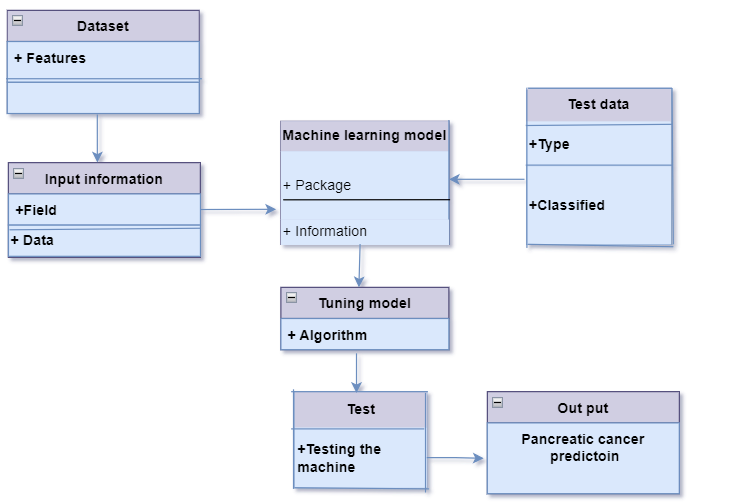 Dataset
+ Features
Input information
+Field
+ Data
Machine learning model
+ Package
+ Information
Test data
+Type
+Classified
Tuning model
+ Algorithm
Test
+Testing the
machine
Out put
Pancreatic cancer
predictoin